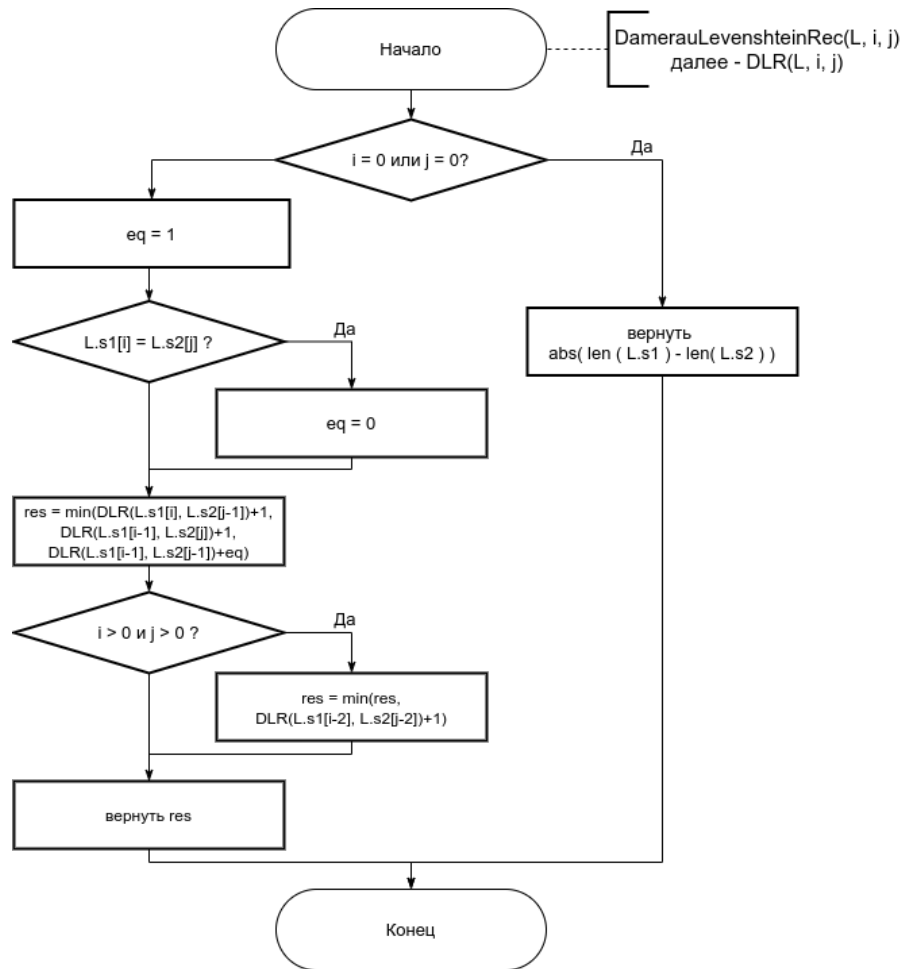 Начало
DamerauLevenshteinRec(L, i, j)
далее - DLR(L, i, j)
i = 0 или j = 0?
Да
eq = 1
L.s1[i] = L.s2[j] ?
Да
вернуть
abs( len ( L.s1 ) - len( L.s2 ) )
eq = 0
res = min(DLR(L.s1[i], L.s2[j-1])+1,
DLR(L.s1[i-1], L.s2[j])+1,
DLR(L.s1[i-1], L.s2[j-1])+eq)
i > 0 и j > 0 ?
Да
res = min(res,
DLR(L.s1[i-2], L.s2[j-2])+1)
вернуть res
Конец